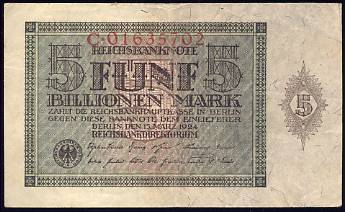 C·01635702
REICHSBANKNOTE
5 FÜNF 5
BILLIONEN MARK
ZAHLT DIE REICHSBANKHAUPTKASSE IN BERLIN
GEGEN DIESE BANKNOTE DEM EINLIEFERER
BERLIN, DEN 15. MÄRZ 1924
REICHSBANKDIREKTORIUM
5